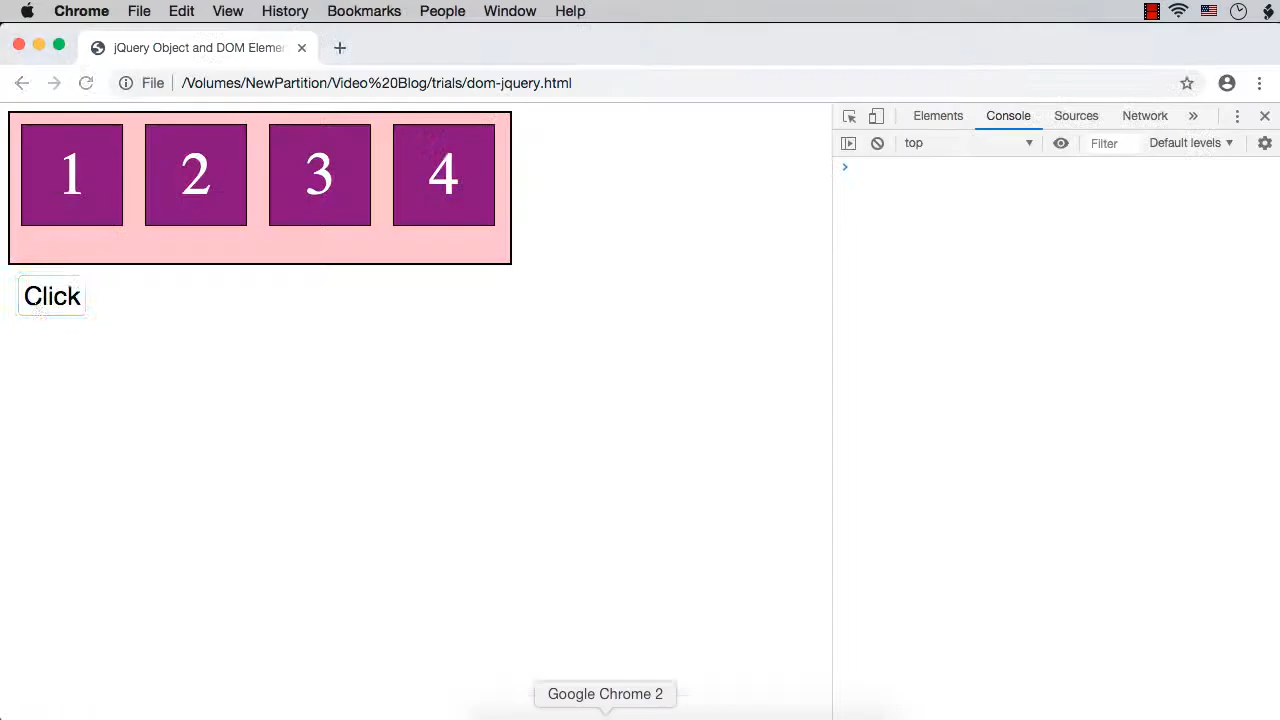 Chrome File Edit View History Bookmarks People Window Help
jQuery Object and DOM Eleme
File /Volumes/NewPartition/Video%20Blog/trials/dom-jquery.html
Elements Console Sources Network »
top Filter Default levels
1 2 3 4
Click
Google Chrome 2